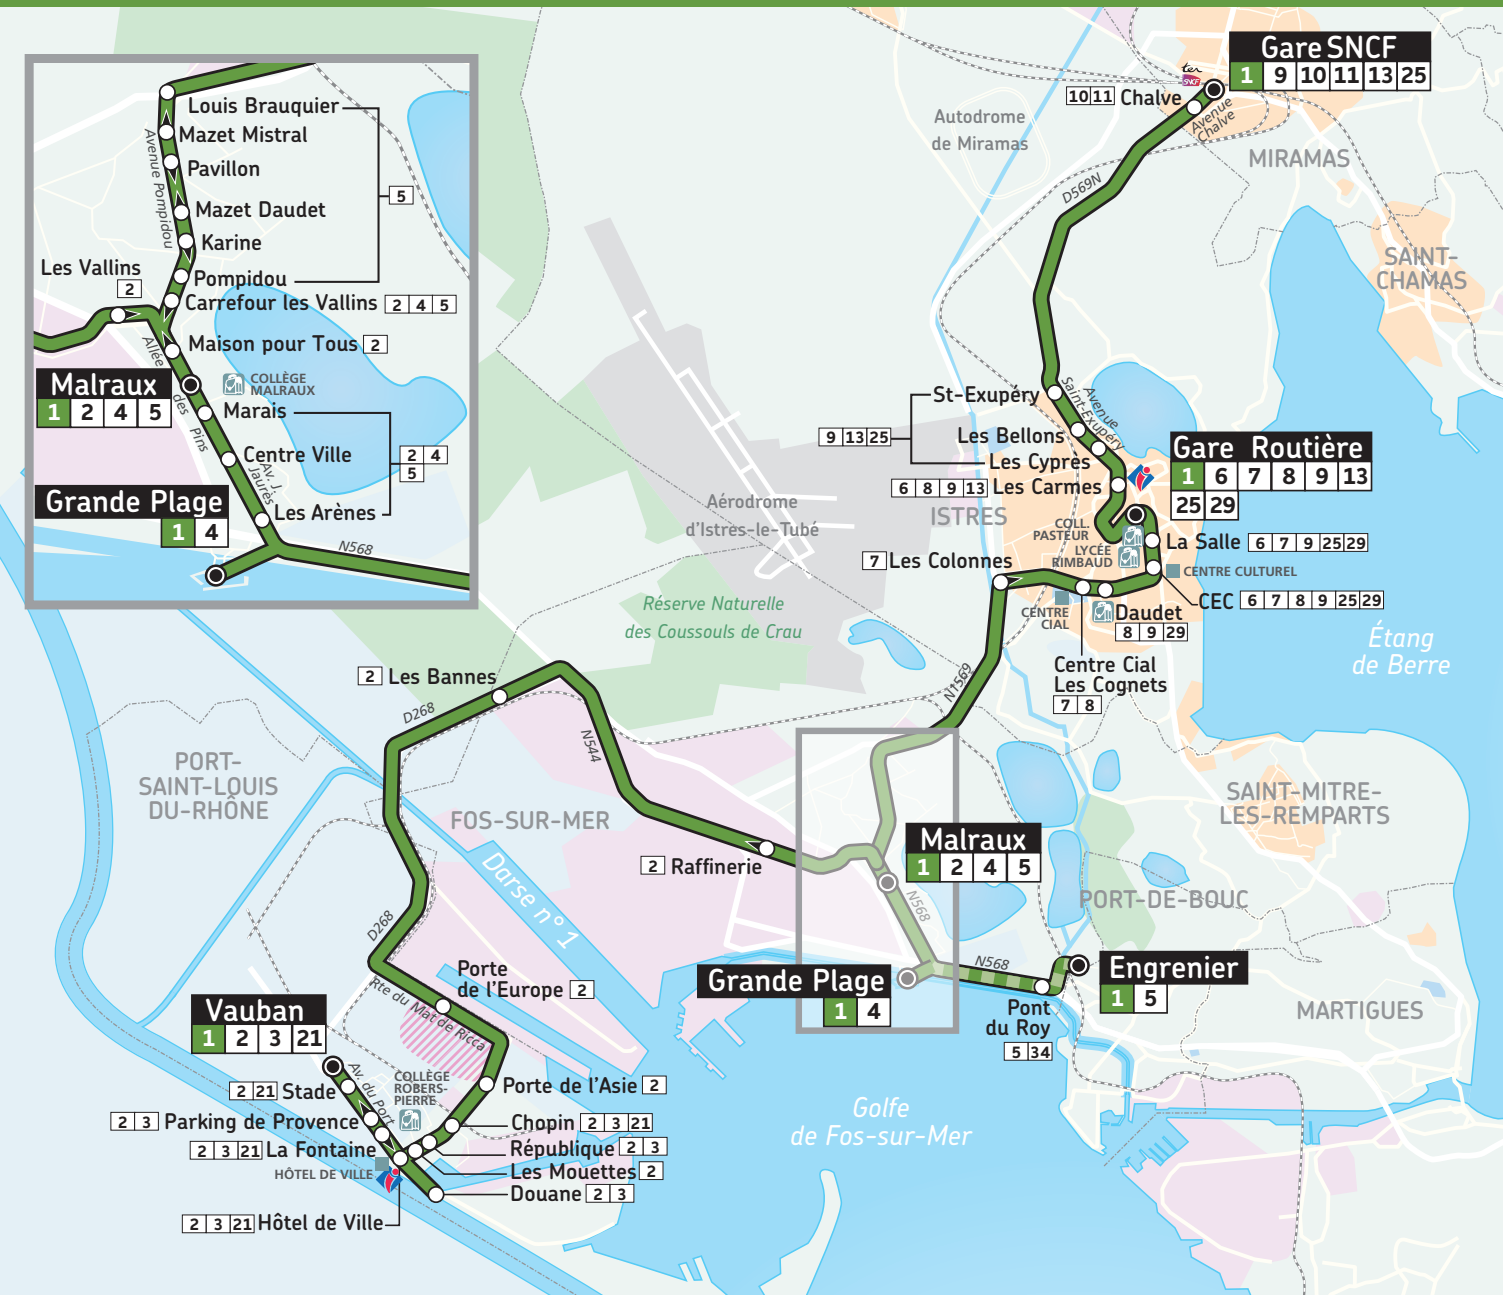 Louis Brauquier
Mazet Mistral
Pavillon
5
Mazet Daudet
Karine
Avenue Pompidou
Les Vallins
2
Pompidou
Carrefour les Vallins 2 4 5
Maison pour Tous 2
Allée des Pins
COLLÈGE
MALRAUX
Malraux
1 2 4 5
Marais
Centre Ville
2 4
5
Av. J.
Jaurès
Les Arènes
Grande Plage
1 4
N568
Gare SNCF
1 9 10 11 13 25
ter
SNCF
10 11 Chalve
Avenue
Chalve
Autodrome
de Miramas
MIRAMAS
D569N
SAINT-
CHAMAS
St-Exupéry
Avenue
Saint-Exupéry
9 13 25
Les Bellons
Les Cypres
6 8 9 13 Les Carmes
Gare Routière
1 6 7 8 9 13
25 29
Aérodrome
d'Istres-le-Tubé
ISTRES
COLL.
PASTEUR
LYCÉE
RIMBAUD
La Salle 6 7 9 25 29
7 Les Colonnes
CENTRE CULTUREL
CEC 6 7 8 9 25 29
CENTRE
CIAL
Daudet
8 9 29
Centre Cial
Les Cognets
7 8
Réserve Naturelle
des Coussouls de Crau
Étang
de Berre
2 Les Bannes
D268
N544
N1569
PORT-
SAINT-LOUIS
DU-RHÔNE
FOS-SUR-MER
SAINT-MITRE-
LES-REMPARTS
2 Raffinerie
Malraux
1 2 4 5
Darse n° 1
N568
PORT-DE-BOUC
D268
N568
Grande Plage
1 4
Engrenier
1 5
Pont
du Roy
5 34
MARTIGUES
Porte
de l'Europe 2
Rte du Mat de Ricca
Vauban
1 2 3 21
Av. du Port
2 21 Stade
COLLÈGE
ROBERS-
PIERRE
Porte de l'Asie 2
2 3 Parking de Provence
Chopin 2 3 21
2 3 21 La Fontaine
République 2 3
HÔTEL DE VILLE
Les Mouettes 2
Douane 2 3
2 3 21 Hôtel de Ville
Golfe
de Fos-sur-Mer